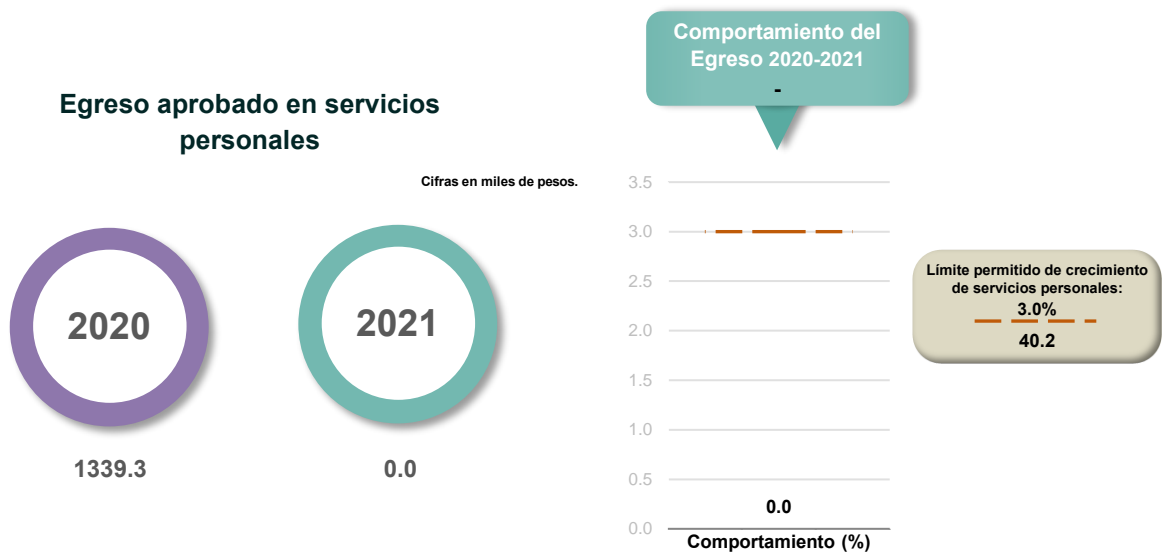 Egreso aprobado en servicios
personales
Cifras en miles de pesos.
2020
2021
1339.3
0.0
Comportamiento del
Egreso 2020-2021
-
3.5
3.0
2.5
2.0
1.5
1.0
0.5
0.0
0.0
Comportamiento (%)
Límite permitido de crecimiento
de servicios personales:
3.0%
40.2